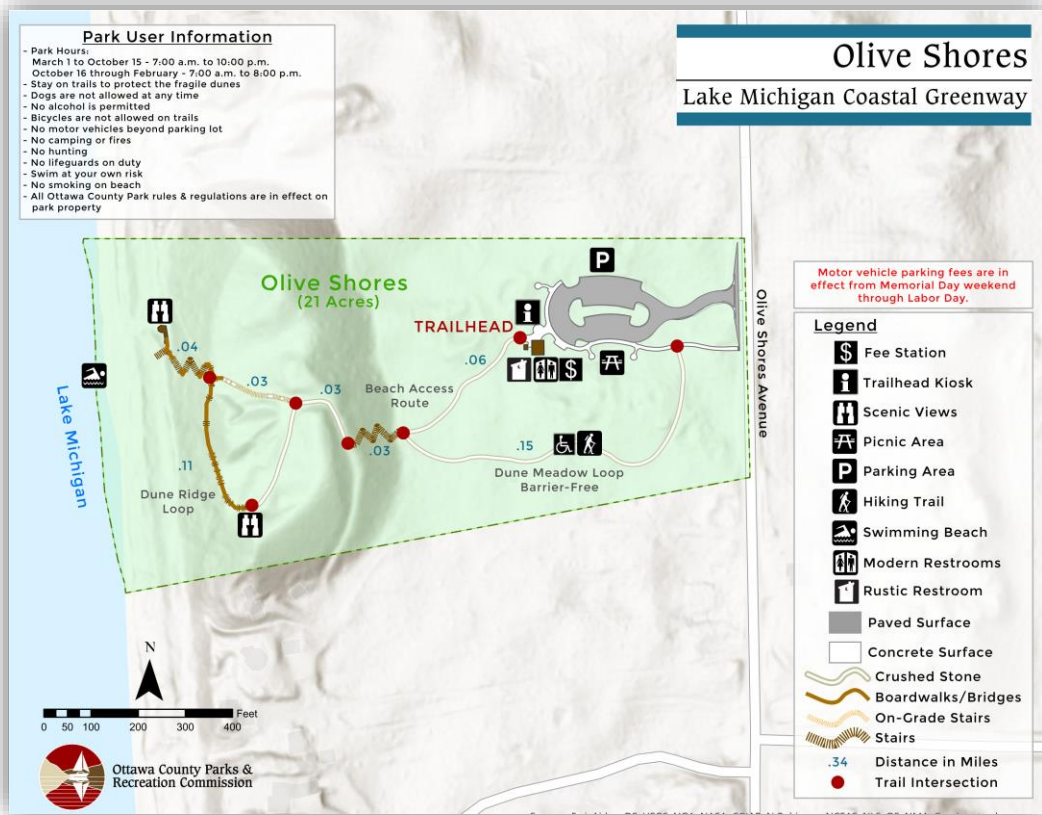 Park User Information
- Park Hours:
March 1 to October 15 - 7:00 a.m. to 10:00 p.m.
October 16 through February - 7:00 a.m. to 8:00 p.m.
- Stay on trails to protect the fragile dunes
- Dogs are not allowed at any time
- No alcohol is permitted
- Bicycles are not allowed on trails
- No motor vehicles beyond parking lot
- No camping or fires
- No hunting
- No lifeguards on duty
- Swim at your own risk
- No smoking on beach
- All Ottawa County Park rules & regulations are in effect on
park property
Olive Shores
Lake Michigan Coastal Greenway
Olive Shores
(21 Acres)
P
i
TRAILHEAD
$
.04
.03
.03
.06
Beach Access
Route
.03
.15
Dune Meadow Loop
Barrier-Free
.11
Dune Ridge
Loop
Lake Michigan
Olive Shores Avenue
Motor vehicle parking fees are in
effect from Memorial Day weekend
through Labor Day.
Legend
$ Fee Station
i Trailhead Kiosk
Scenic Views
Picnic Area
P Parking Area
Hiking Trail
Swimming Beach
Modern Restrooms
Rustic Restroom
Paved Surface
Concrete Surface
Crushed Stone
Boardwalks/Bridges
On-Grade Stairs
Stairs
.34 Distance in Miles
Trail Intersection
N
Feet
0 50 100 200 300 400
Ottawa County Parks &
Recreation Commission